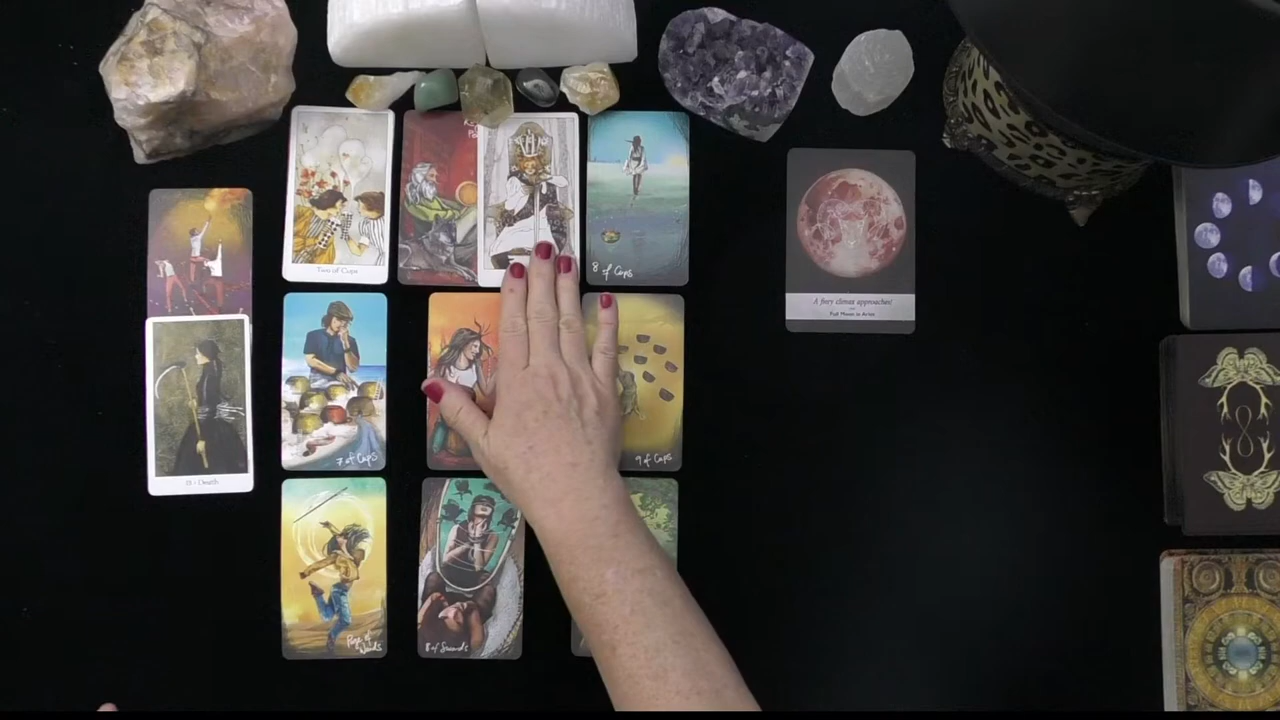 Two of Cups
8 of Cups
A fiery climax approaches!
Full Moon in Aries
7 of Cups
9 of Cups
Death
Page of
Wands
8 of Swords